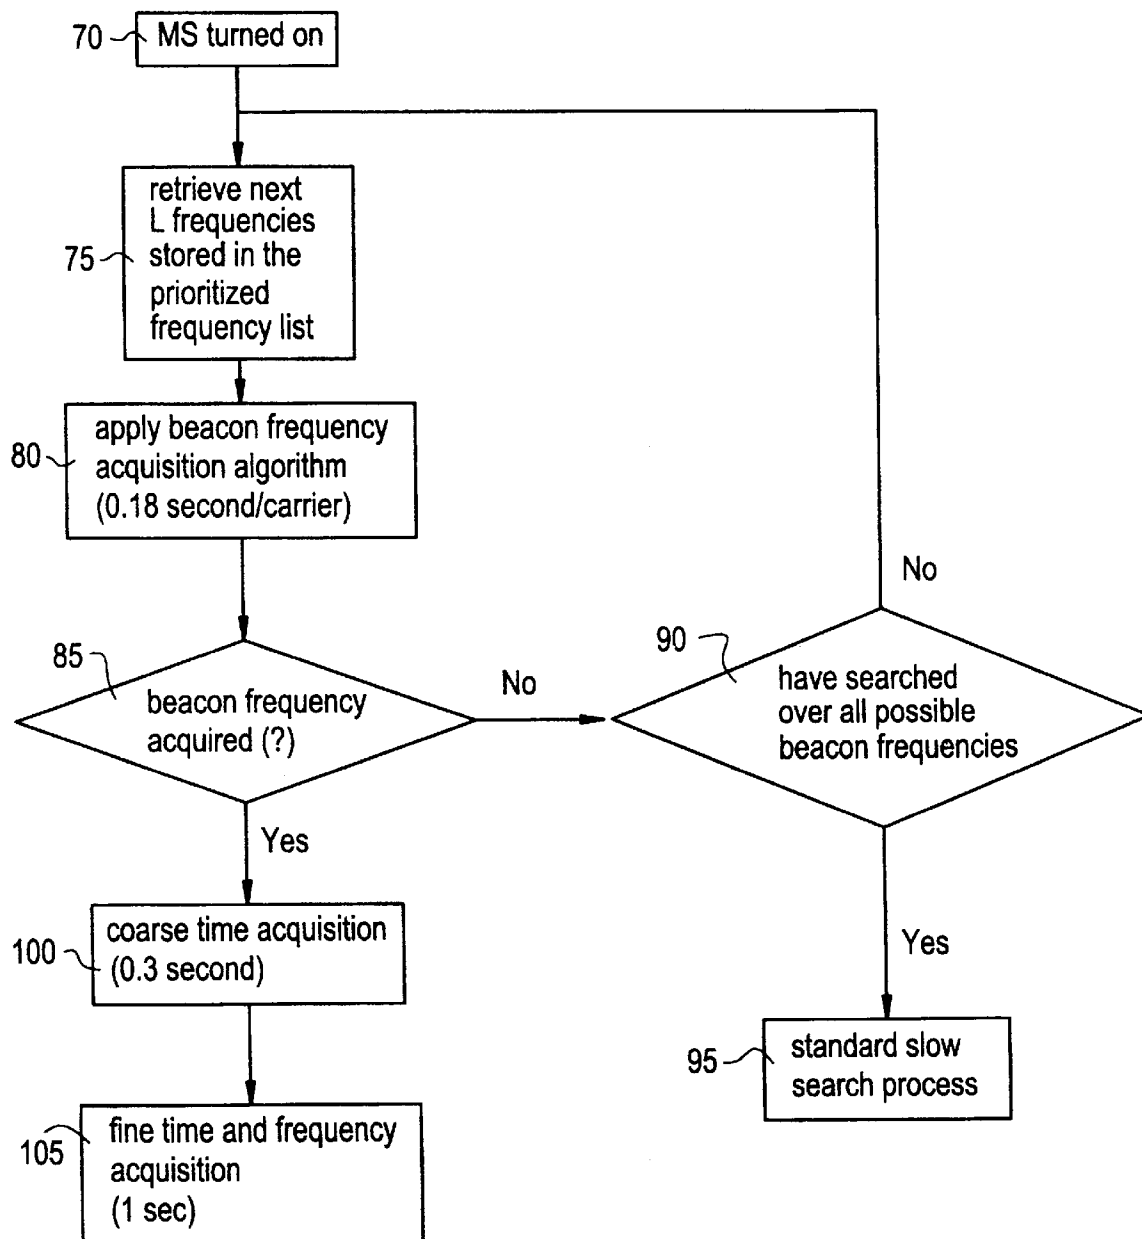 70
MS turned on
75
retrieve next
L frequencies
stored in the
prioritized
frequency list
80
apply beacon frequency
acquisition algorithm
(0.18 second/carrier)
85
beacon frequency
acquired (?)
No
90
have searched
over all possible
beacon frequencies
No
Yes
100
coarse time acquisition
(0.3 second)
Yes
95
standard slow
search process
105
fine time and frequency
acquisition
(1 sec)